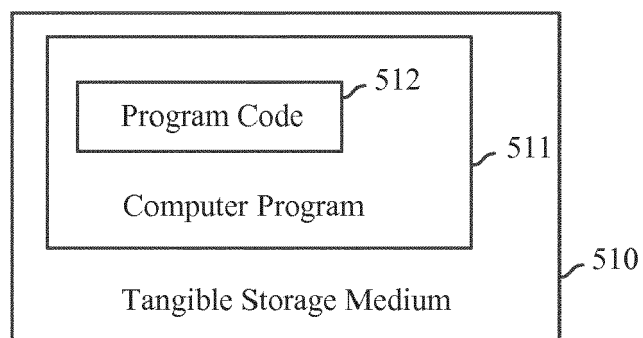 512
Program Code
511
Computer Program
510
Tangible Storage Medium